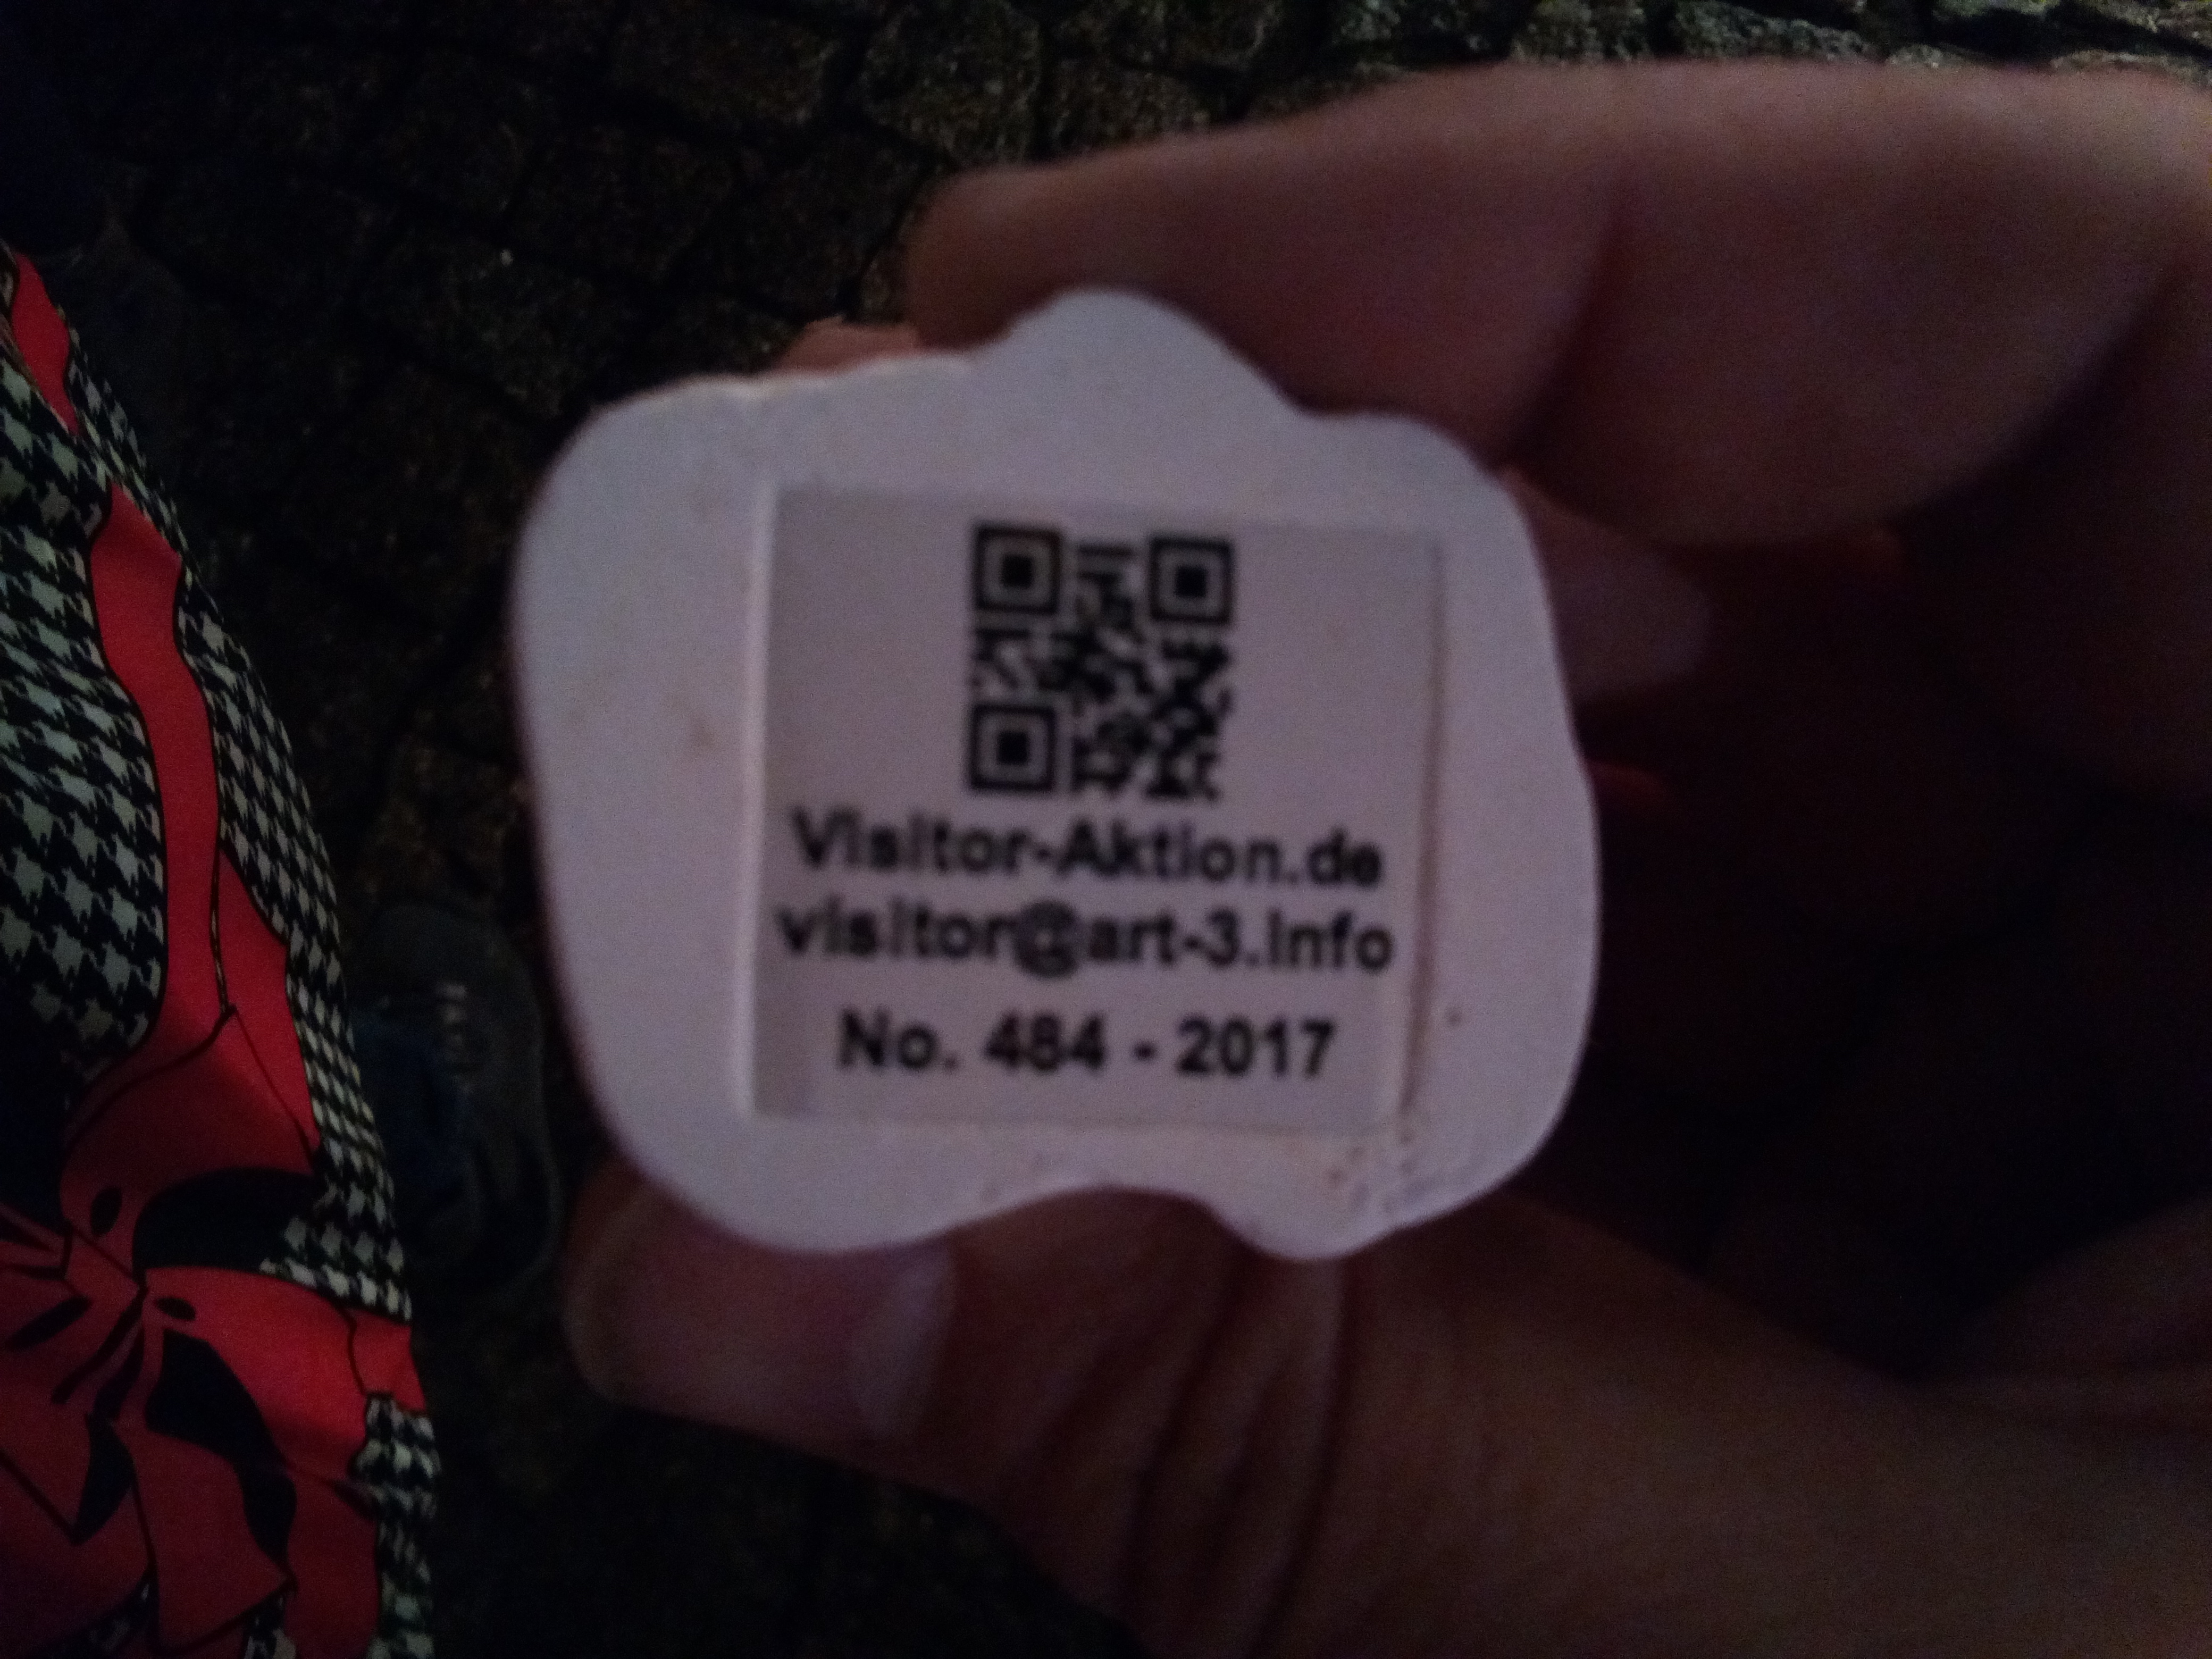 Visitor-Aktion.de
visitor@art-3.info
No. 484 - 2017